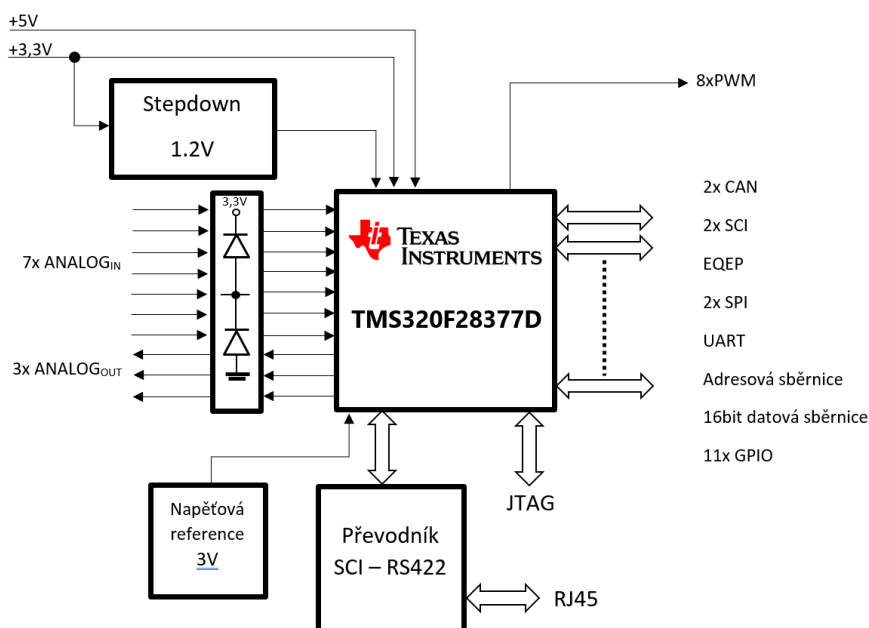 +5V
+3,3V
Stepdown
1.2V
8xPWM
3,3V
7x ANALOGIN
3x ANALOGOUT
TEXAS
INSTRUMENTS
TMS320F28377D
2x CAN
2x SCI
EQEP
2x SPI
UART
Adresová sběrnice
16bit datová sběrnice
11x GPIO
Napěťová
reference
3V
Převodník
SCI – RS422
JTAG
RJ45